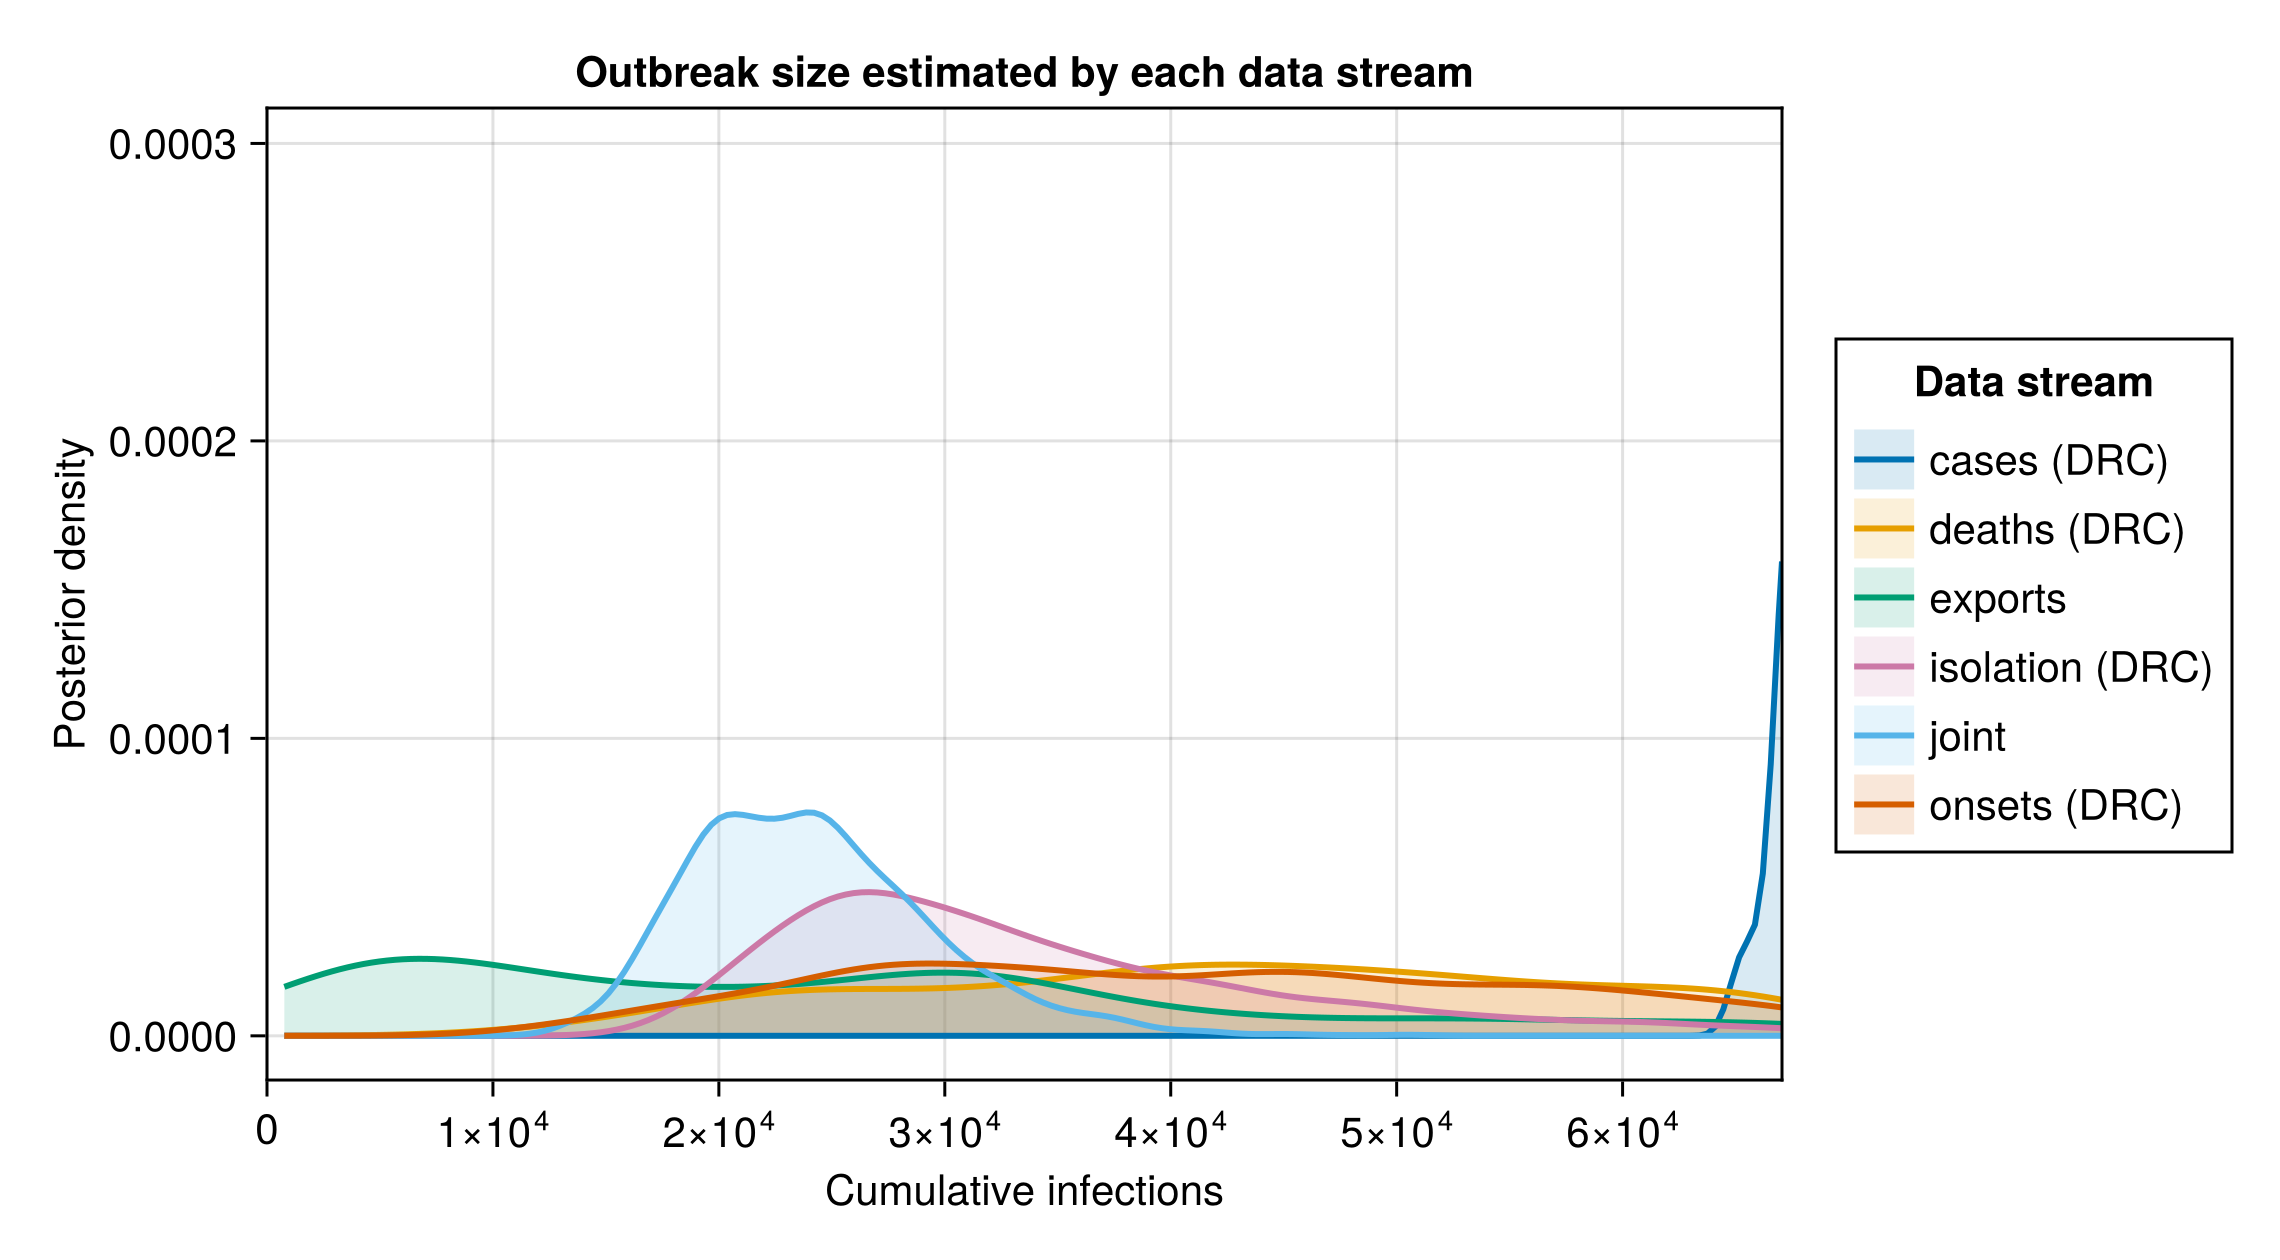 Outbreak size estimated by each data stream
0.0003
0.0002
0.0001
0.0000
Posterior density
0
1×10⁴
2×10⁴
3×10⁴
4×10⁴
5×10⁴
6×10⁴
Cumulative infections
Data stream
cases (DRC)
deaths (DRC)
exports
isolation (DRC)
joint
onsets (DRC)